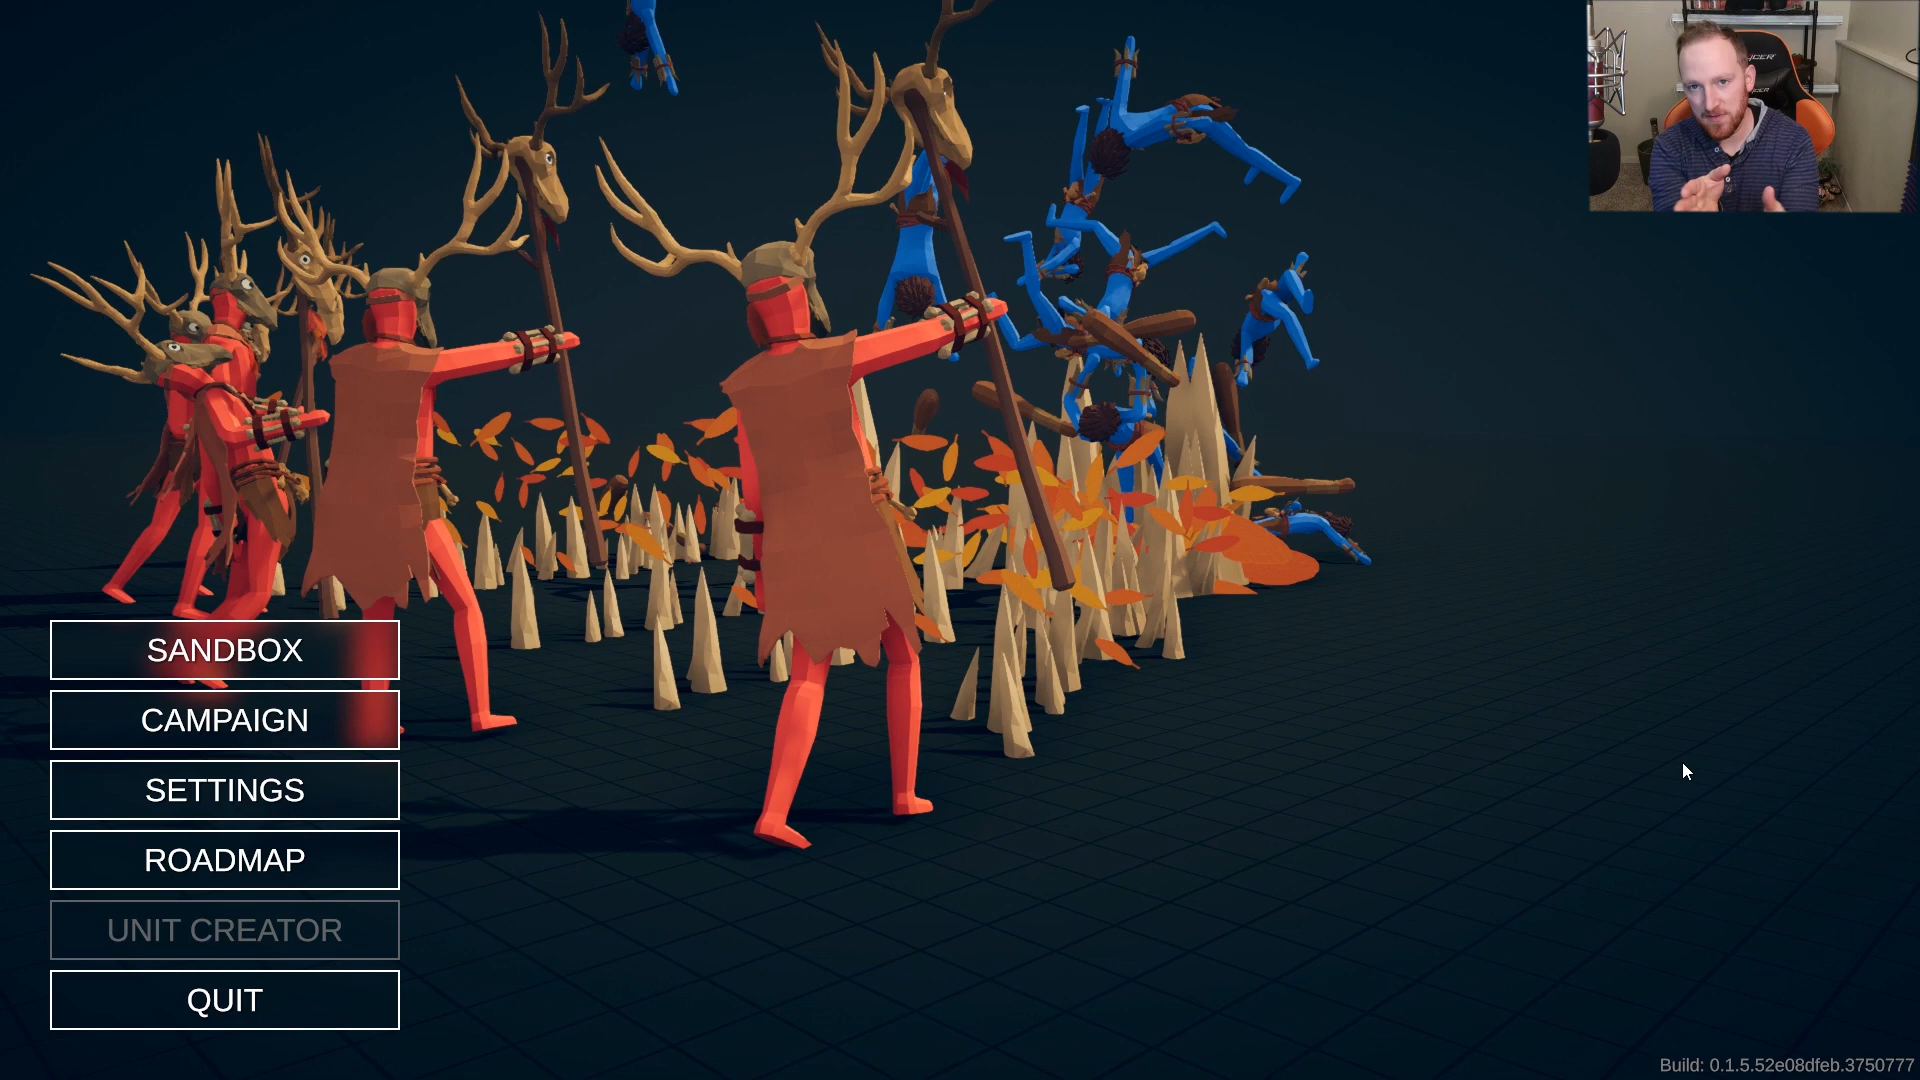 SANDBOX
CAMPAIGN
SETTINGS
ROADMAP
UNIT CREATOR
QUIT
Build: 0.1.5.52e08dfeb.3750777